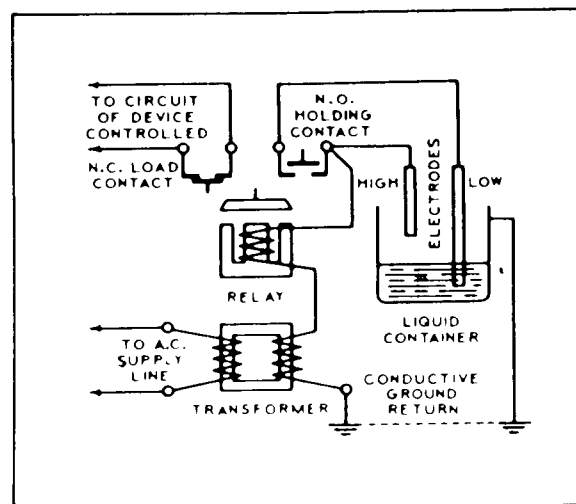 TO CIRCUIT
OF DEVICE
CONTROLLED
N.C. LOAD
CONTACT
N.O.
HOLDING
CONTACT
HIGH
ELECTRODES
LOW
RELAY
LIQUID
CONTAINER
TO A.C.
SUPPLY
LINE
TRANSFORMER
CONDUCTIVE
GROUND
RETURN